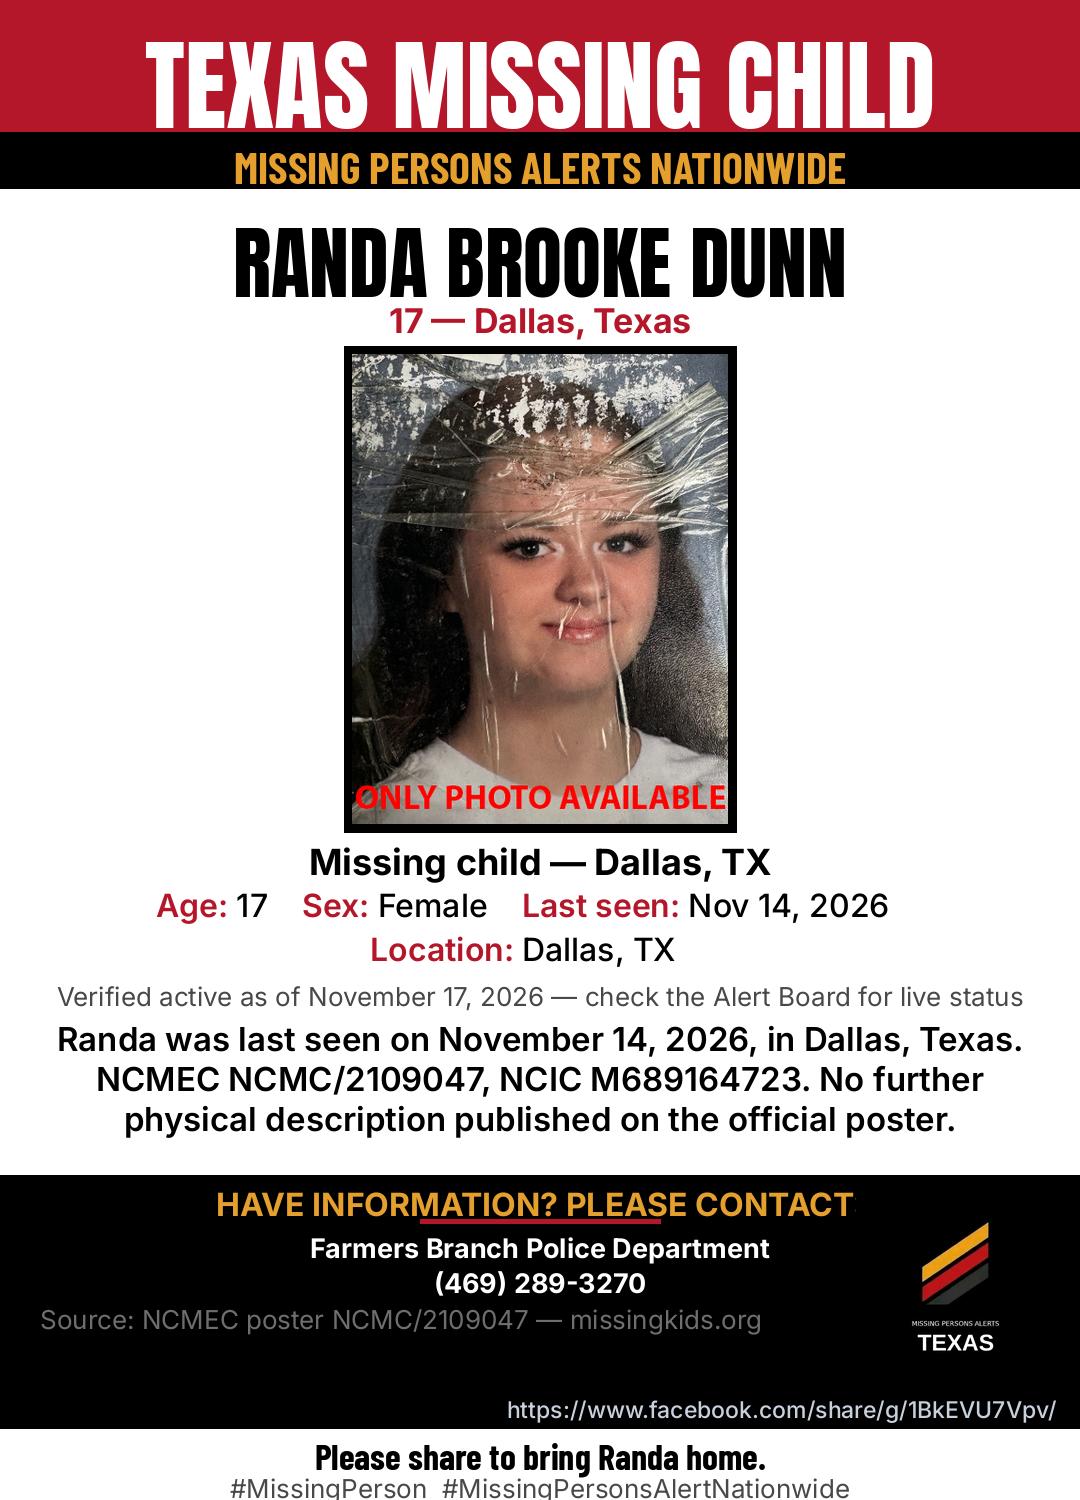 TEXAS MISSING CHILD
MISSING PERSONS ALERTS NATIONWIDE
RANDA BROOKE DUNN
17 — Dallas, Texas
ONLY PHOTO AVAILABLE
Missing child — Dallas, TX
Age: 17 Sex: Female Last seen: Nov 14, 2026
Location: Dallas, TX
Verified active as of November 17, 2026 — check the Alert Board for live status
Randa was last seen on November 14, 2026, in Dallas, Texas.
NCMEC NCMC/2109047, NCIC M689164723. No further
physical description published on the official poster.
HAVE INFORMATION? PLEASE CONTACT:
Farmers Branch Police Department
(469) 289-3270
Source: NCMEC poster NCMC/2109047 — missingkids.org
MISSING PERSONS ALERTS
TEXAS
https://www.facebook.com/share/g/1BkEVU7Vpv/
Please share to bring Randa home.
#MissingPerson #MissingPersonsAlertNationwide